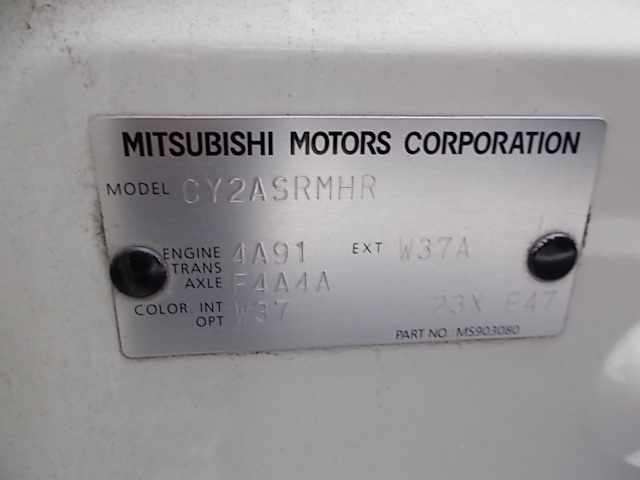 MITSUBISHI MOTORS CORPORATION
MODEL CY2ASRMHR
ENGINE 4A91 EXT W37A
TRANS
AXLE F4A4A
COLOR INT W37 23X E47
OPT
PART NO.: MS903080